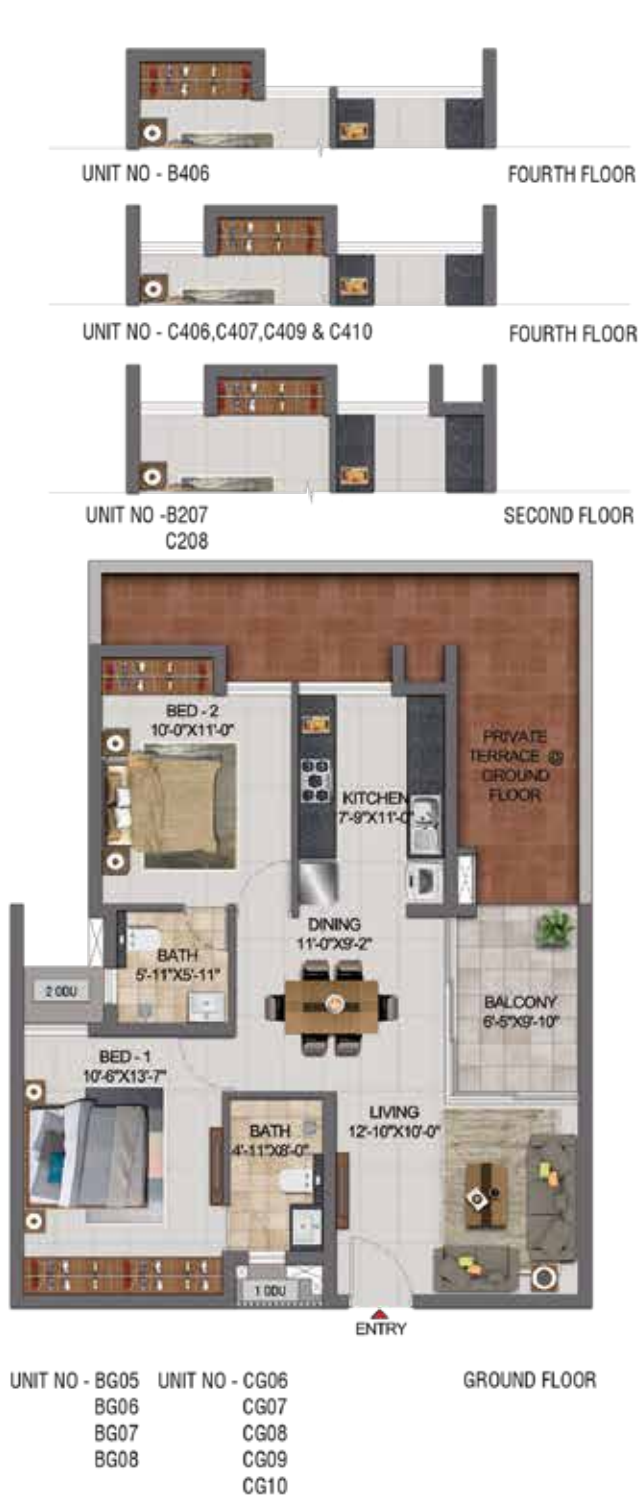 UNIT NO - B406
FOURTH FLOOR
UNIT NO - C406,C407,C409 & C410
FOURTH FLOOR
UNIT NO -B207
C208
SECOND FLOOR
BED - 2
10'-0"X11'-0"
PRIVATE
TERRACE @
GROUND
FLOOR
KITCHEN
7'-9"X11'-0"
DINING
11'-0"X9'-2"
BATH
5'-11"X5'-11"
2 ODU
BALCONY
6'-5"X9'-10"
BED - 1
10'-6"X13'-7"
LIVING
12'-10"X10'-0"
BATH
4'-11"X8'-0"
1 ODU
ENTRY
UNIT NO - BG05
BG06
BG07
BG08
UNIT NO - CG06
CG07
CG08
CG09
CG10
GROUND FLOOR